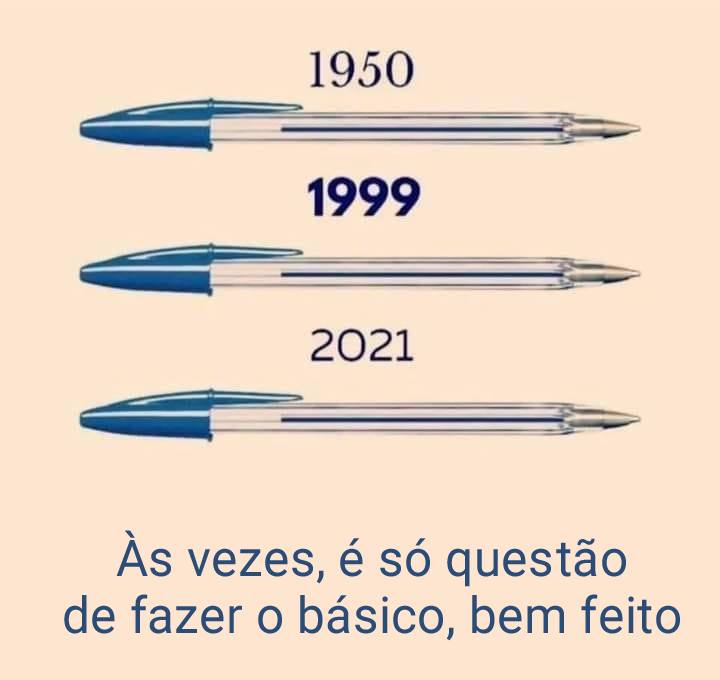 1950
1999
2021
Às vezes, é só questão
de fazer o básico, bem feito